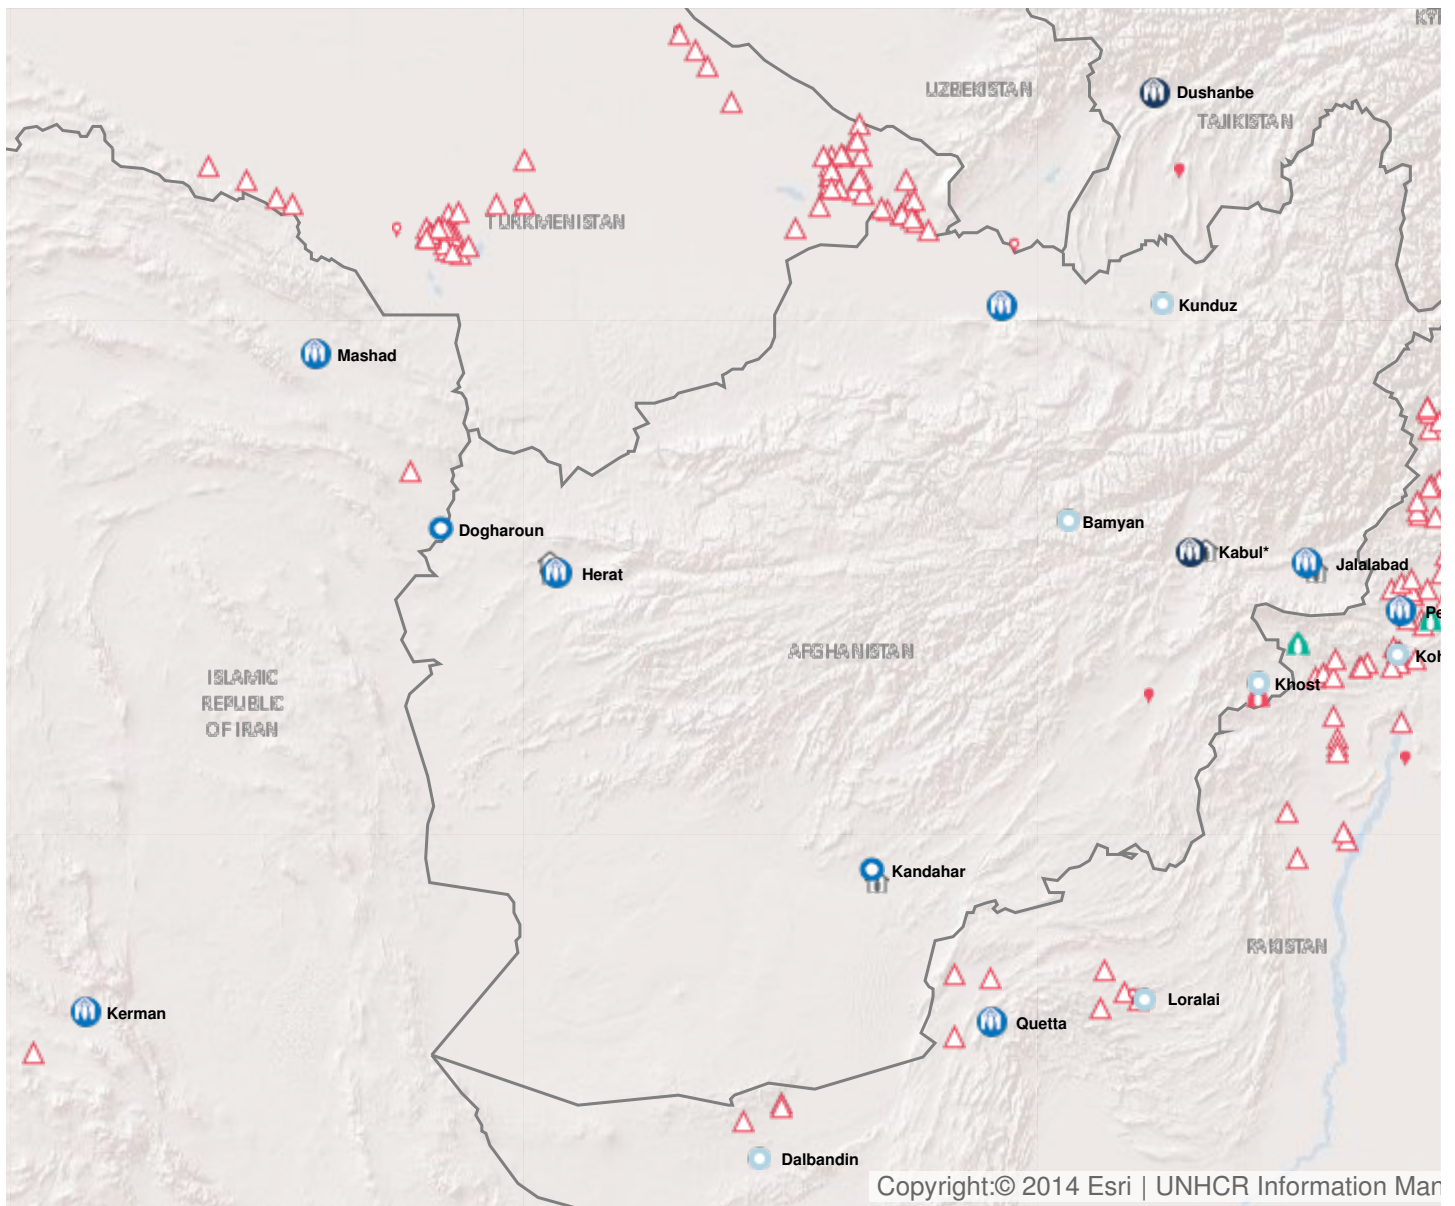 UZBEKISTAN
Dushanbe
TAJIKISTAN
TURKMENISTAN
Kunduz
Mashad
Bamyan
Dogharoun
Kabul*
Jalalabad
Herat
AFGHANISTAN
Khost
ISLAMIC
REPUBLIC
OF IRAN
Kandahar
PAKISTAN
Loralai
Kerman
Quetta
Dalbandin
Copyright:© 2014 Esri | UNHCR Information